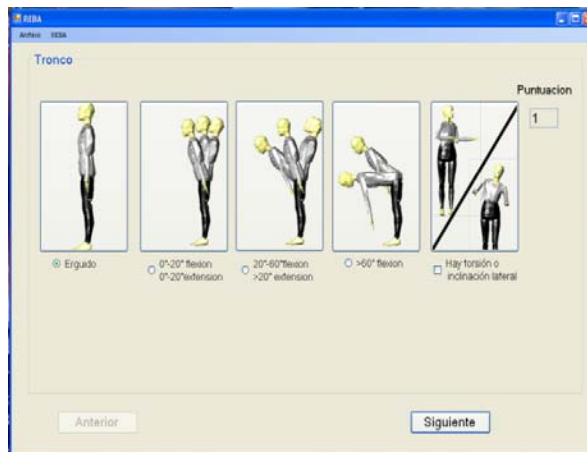 REBA
Archivo REBA
Tronco
Puntuacion
1
Erguido
0°-20° flexion
0°-20°extension
20°-60°flexion
>20° extension
>60° flexion
Hay torsión o
inclinación lateral
Anterior
Siguiente